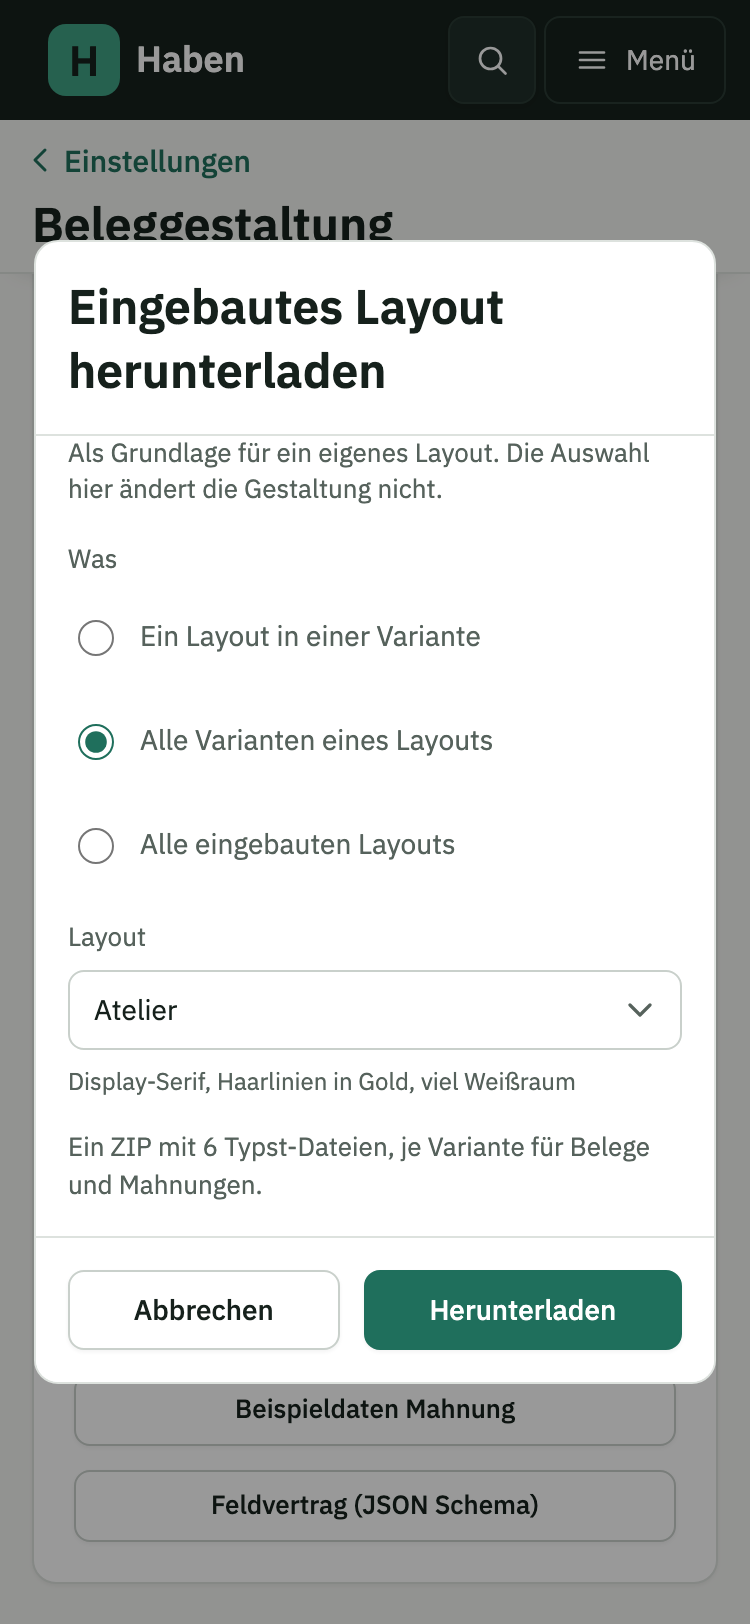 H Haben
Menü
Einstellungen
Beleggestaltung
Eingebautes Layout
herunterladen
Als Grundlage für ein eigenes Layout. Die Auswahl
hier ändert die Gestaltung nicht.
Was
Ein Layout in einer Variante
Alle Varianten eines Layouts
Alle eingebauten Layouts
Layout
Atelier
Display-Serif, Haarlinien in Gold, viel Weißraum
Ein ZIP mit 6 Typst-Dateien, je Variante für Belege
und Mahnungen.
Abbrechen
Herunterladen
Beispieldaten Mahnung
Feldvertrag (JSON Schema)